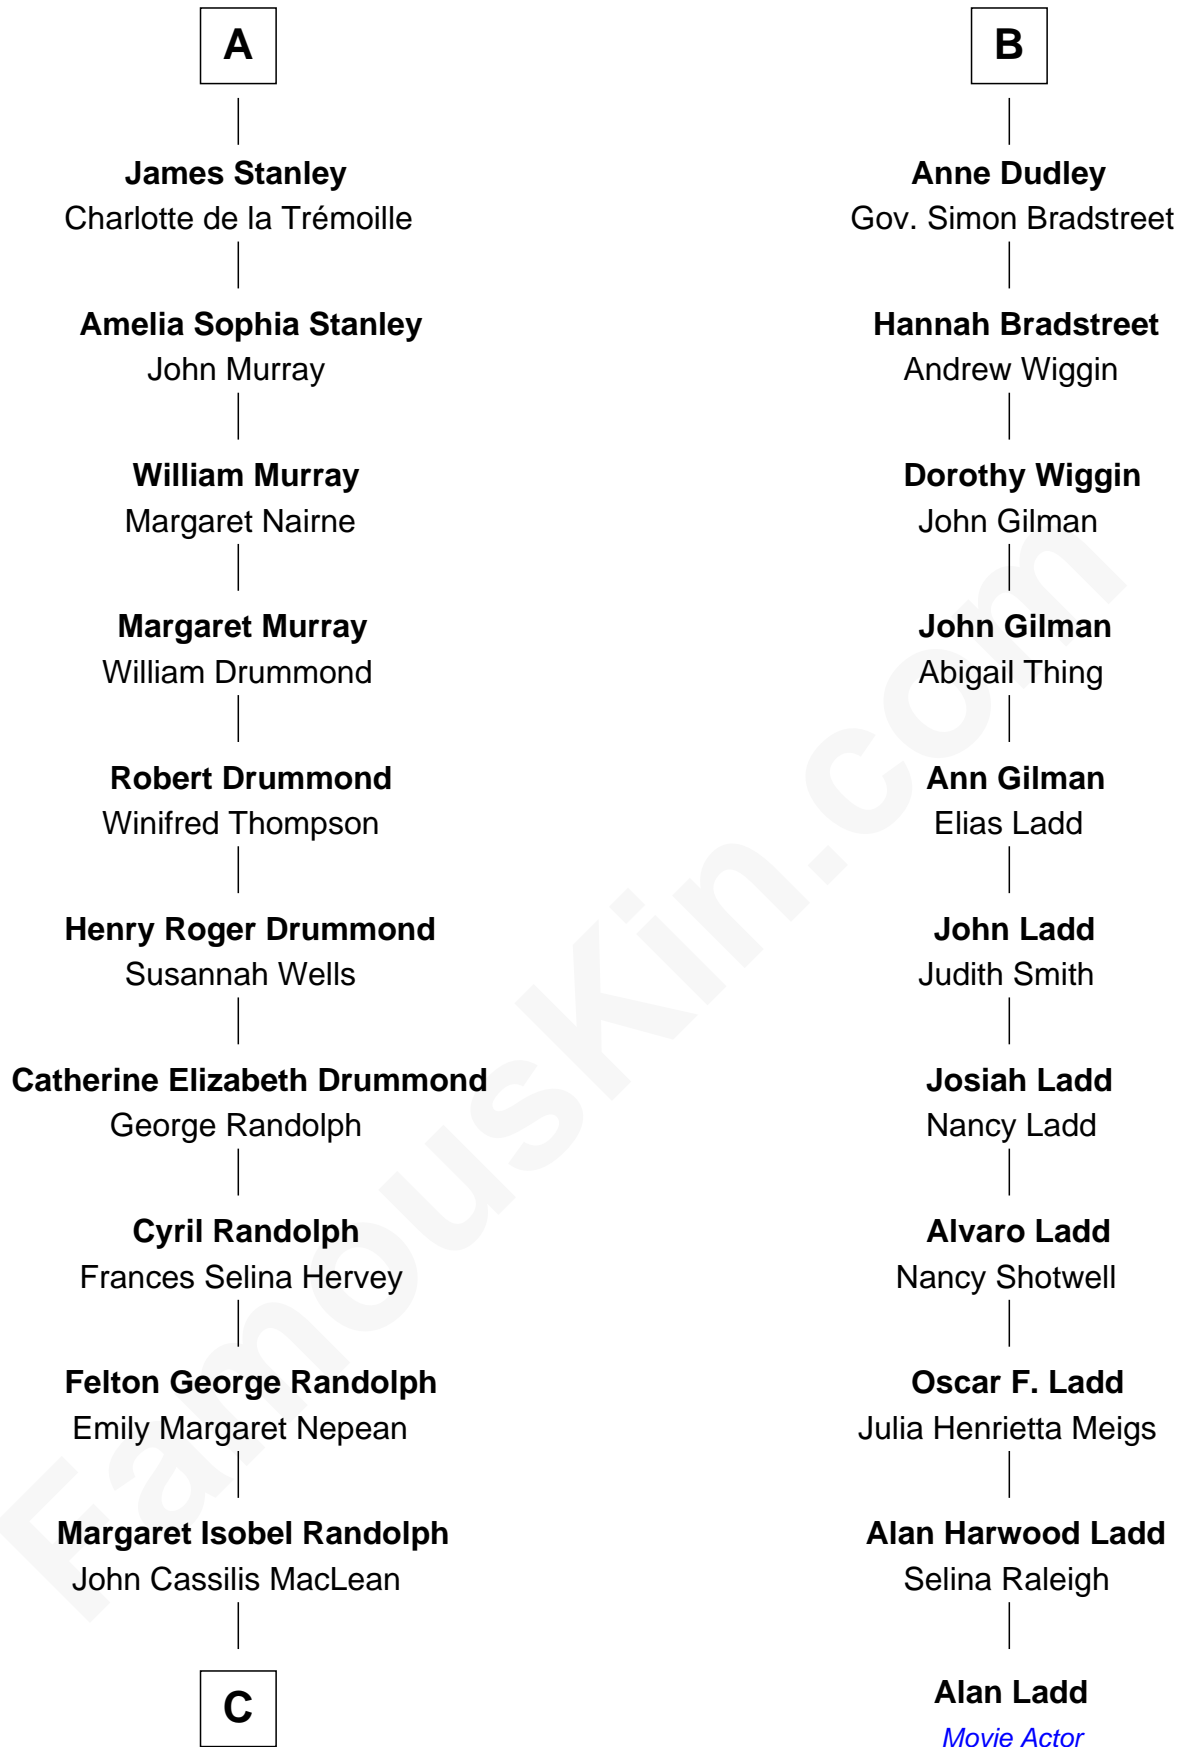 A
James Stanley
Charlotte de la Trémoille
Amelia Sophia Stanley
John Murray
William Murray
Margaret Nairne
Margaret Murray
William Drummond
Robert Drummond
Winifred Thompson
Henry Roger Drummond
Susannah Wells
Catherine Elizabeth Drummond
George Randolph
Cyril Randolph
Frances Selina Hervey
Felton George Randolph
Emily Margaret Nepean
Margaret Isobel Randolph
John Cassilis MacLean
C
B
Anne Dudley
Gov. Simon Bradstreet
Hannah Bradstreet
Andrew Wiggin
Dorothy Wiggin
John Gilman
John Gilman
Abigail Thing
Ann Gilman
Elias Ladd
John Ladd
Judith Smith
Josiah Ladd
Nancy Ladd
Alvaro Ladd
Nancy Shotwell
Oscar F. Ladd
Julia Henrietta Meigs
Alan Harwood Ladd
Selina Raleigh
Alan Ladd
Movie Actor
FamousKin.com